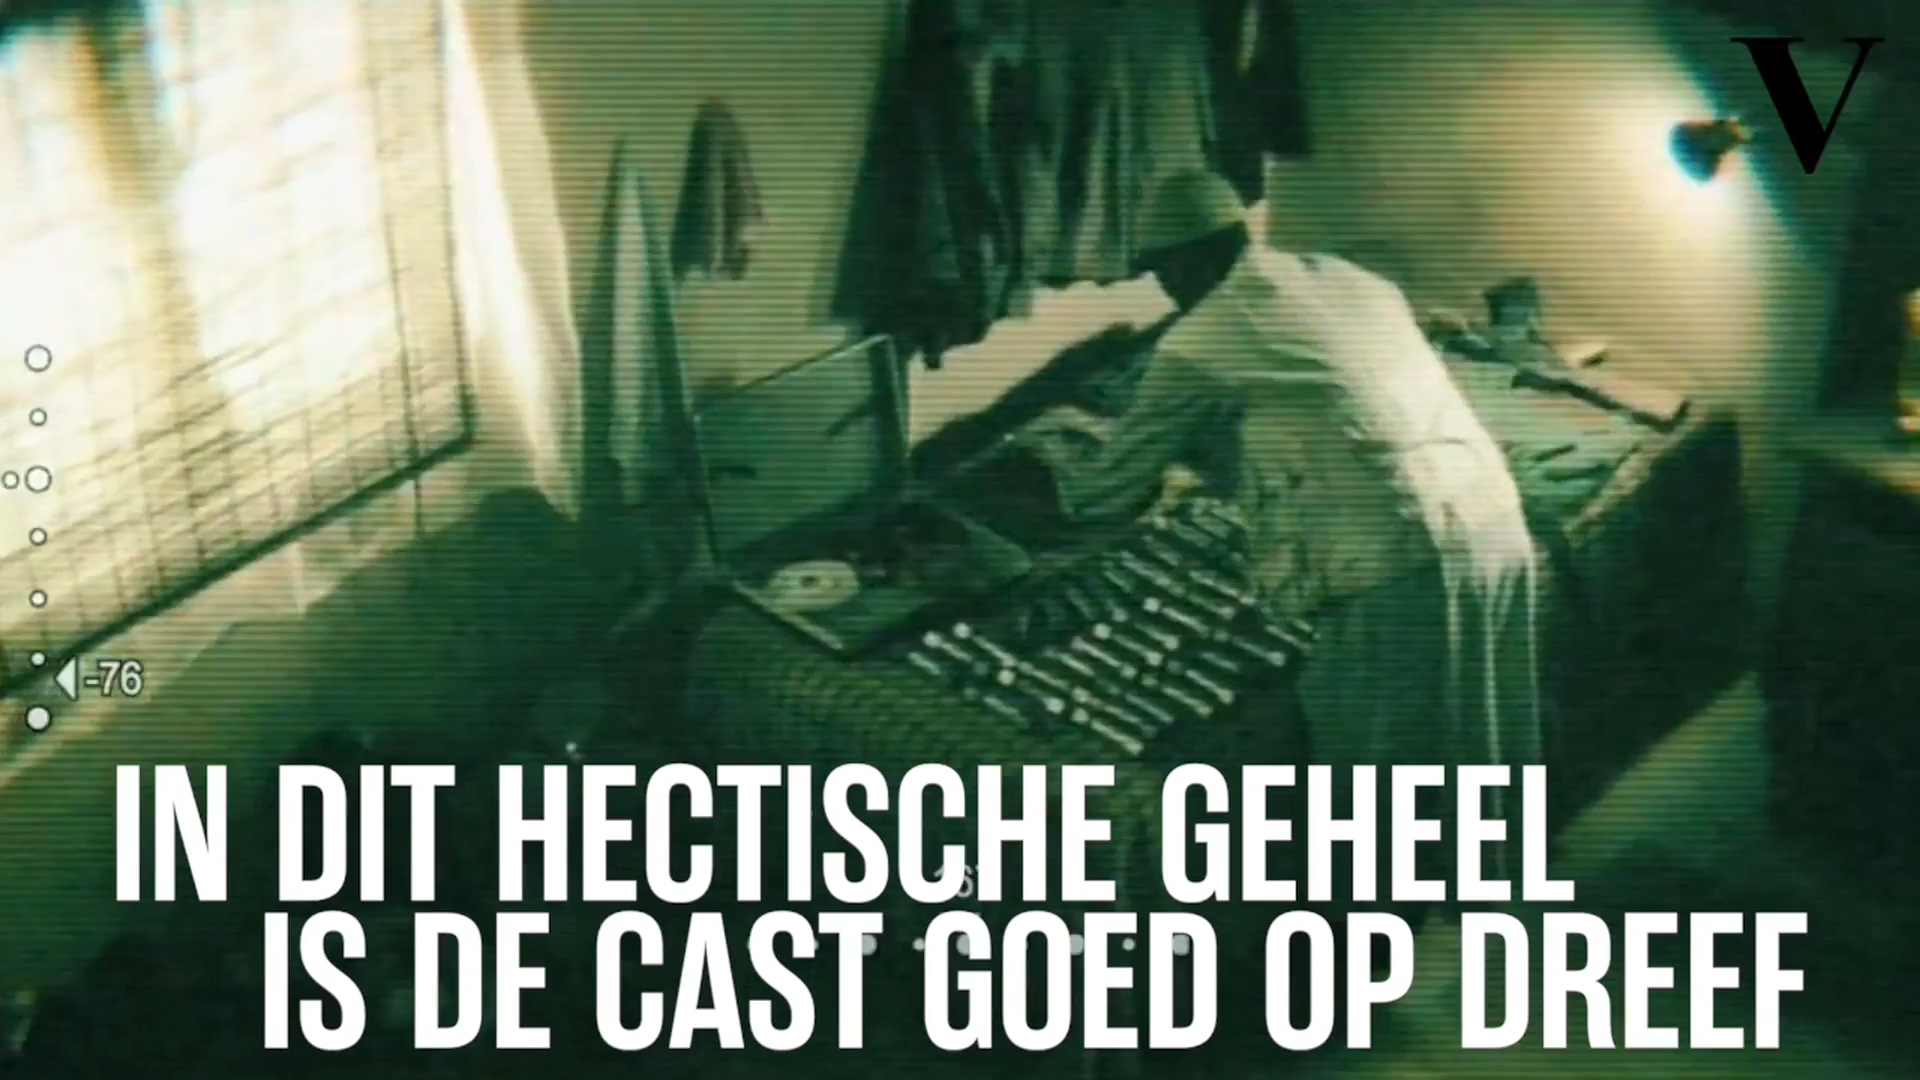 V
-76
IN DIT HECTISCHE GEHEEL
IS DE CAST GOED OP DREEF